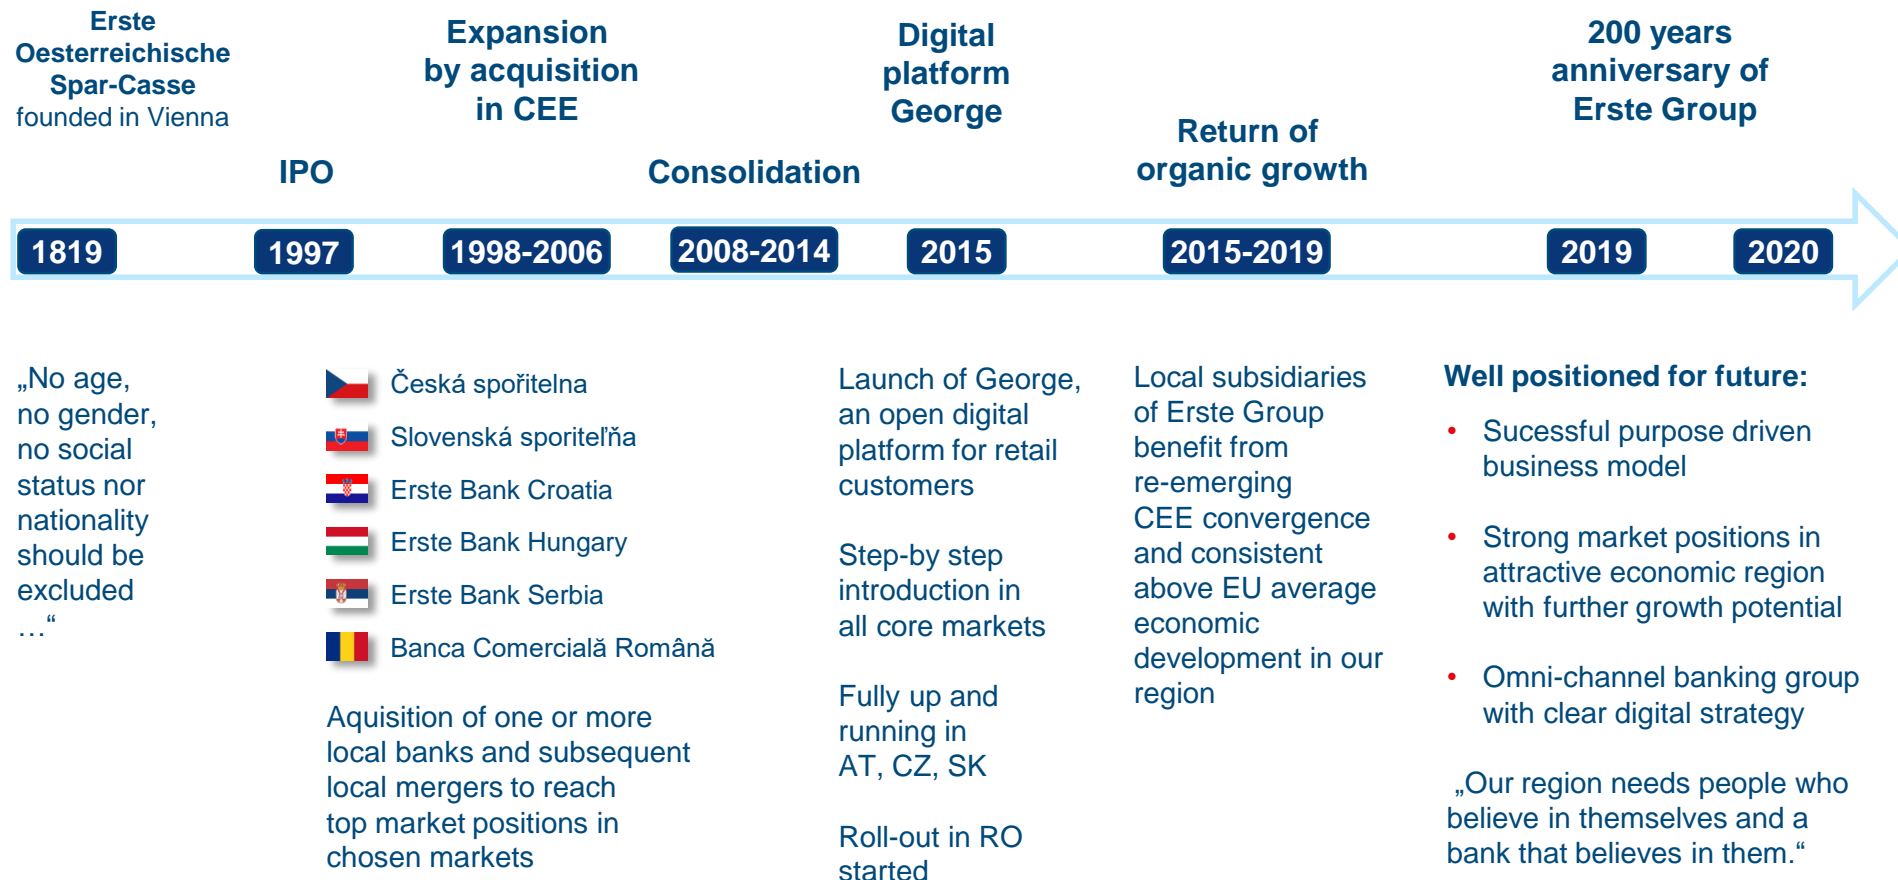 Erste
Oesterreichische
Spar-Casse
founded in Vienna
IPO
Expansion
by acquisition
in CEE
Consolidation
Digital
platform
George
Return of
organic growth
200 years
anniversary of
Erste Group
1819
1997
1998-2006
2008-2014
2015
2015-2019
2019
2020
„No age,
no gender,
no social
status nor
nationality
should be
excluded
…“
Česká spořitelna
Slovenská sporiteľňa
Erste Bank Croatia
Erste Bank Hungary
Erste Bank Serbia
Banca Comercială Română
Aquisition of one or more
local banks and subsequent
local mergers to reach
top market positions in
chosen markets
Launch of George,
an open digital
platform for retail
customers
Step-by step
introduction in
all core markets
Fully up and
running in
AT, CZ, SK
Roll-out in RO
started
Local subsidiaries
of Erste Group
benefit from
re-emerging
CEE convergence
and consistent
above EU average
economic
development in our
region
Well positioned for future:
• Sucessful purpose driven
business model
• Strong market positions in
attractive economic region
with further growth potential
• Omni-channel banking group
with clear digital strategy
„Our region needs people who
believe in themselves and a
bank that believes in them.“